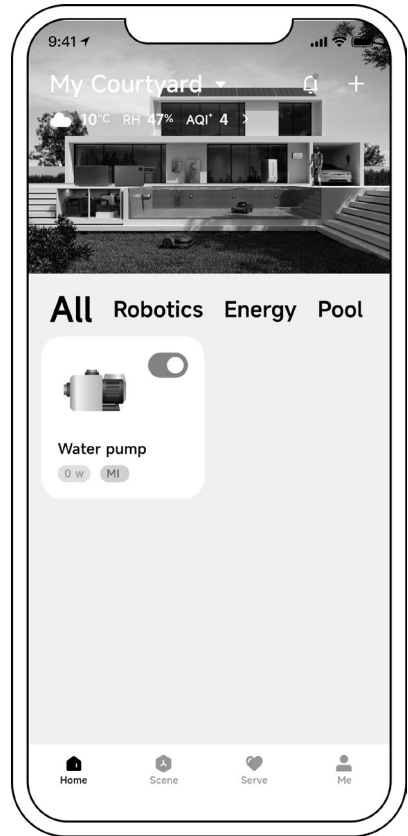 9:41
My Courtyard
10°C RH 47% AQI⁺ 4 >
All Robotics Energy Pool
Water pump
0 w MI
Home Scene Serve Me